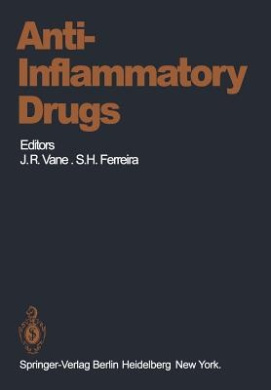 Anti-
Inflammatory
Drugs
Editors
J.R. Vane . S.H. Ferreira
Springer-Verlag Berlin Heidelberg New York.